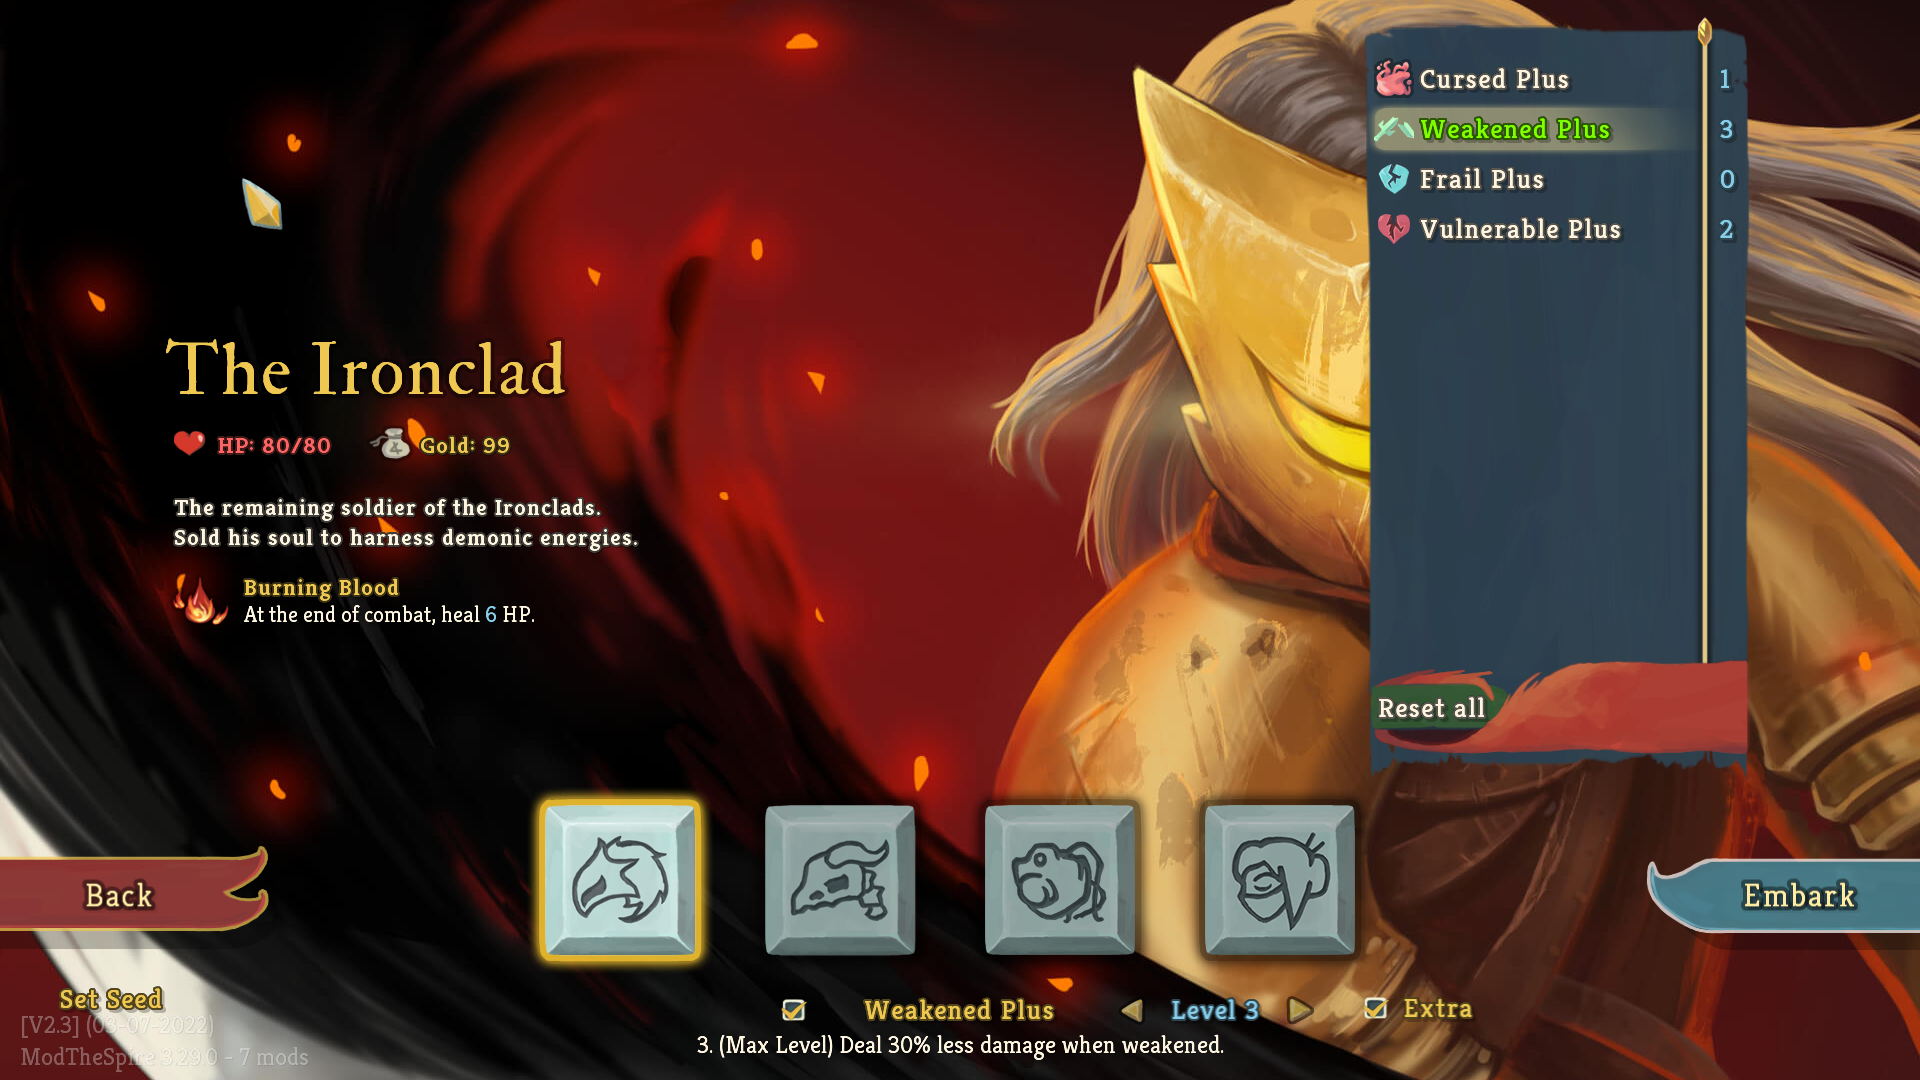 Cursed Plus 1
Weakened Plus 3
Frail Plus 0
Vulnerable Plus 2
Reset all
The Ironclad
HP: 80/80 Gold: 99
The remaining soldier of the Ironclads.
Sold his soul to harness demonic energies.
Burning Blood
At the end of combat, heal 6 HP.
Back
Embark
Set Seed
Weakened Plus Level 3 Extra
[V2.3] (03-07-2022)
3. (Max Level) Deal 30% less damage when weakened.
ModTheSpire 3.29.0 - 7 mods